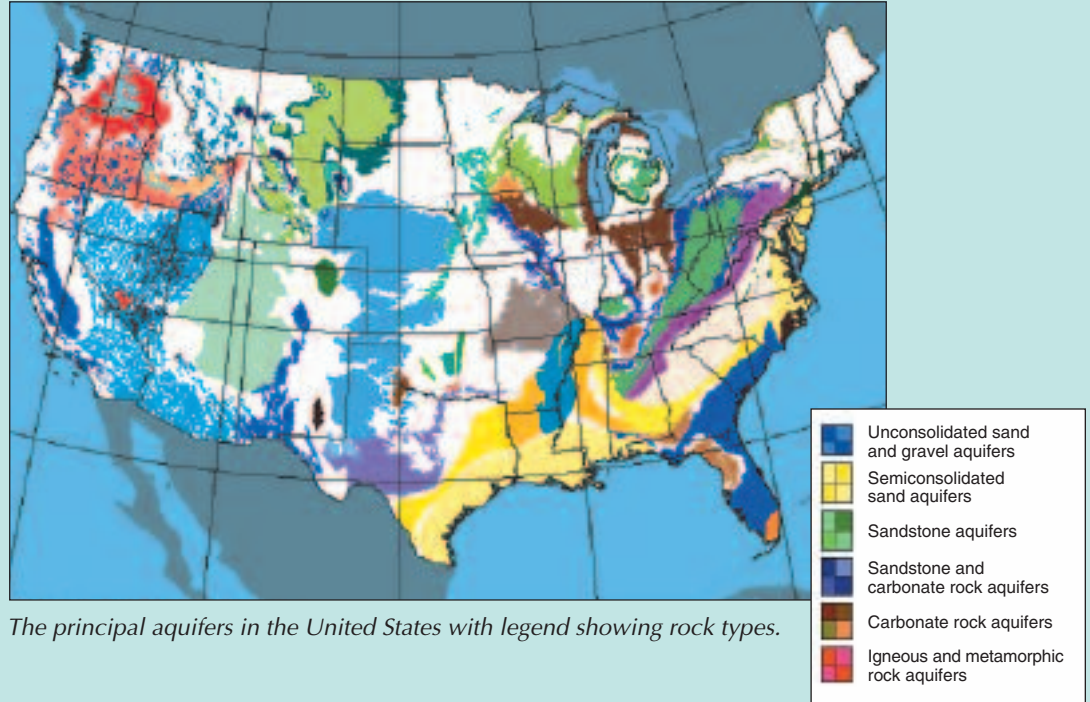 Unconsolidated sand
and gravel aquifers
Semiconsolidated
sand aquifers
Sandstone aquifers
Sandstone and
carbonate rock aquifers
Carbonate rock aquifers
Igneous and metamorphic
rock aquifers
The principal aquifers in the United States with legend showing rock types.